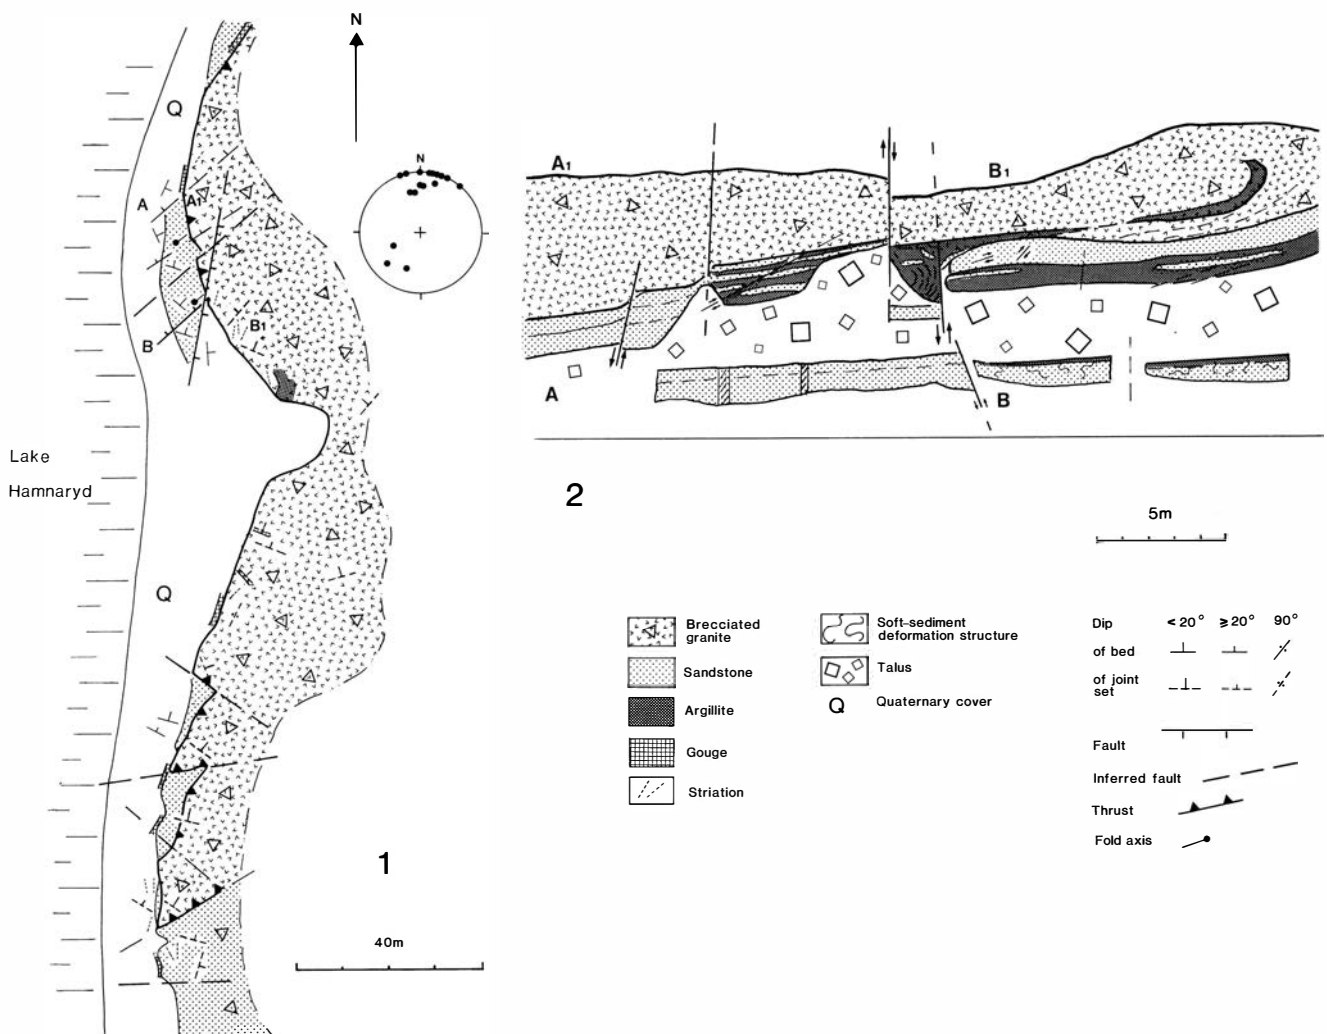 N
Q
N
A
A1
B1
B
Lake
Hamnaryd
Q
1
40m
A1
B1
A
B
2
5m
Brecciated
granite
Sandstone
Argillite
Gouge
Striation
Soft-sediment
deformation structure
Talus
Q Quaternary cover
Dip <20° ⩾20° 90°
of bed
of joint
set
Fault
Inferred fault
Thrust
Fold axis